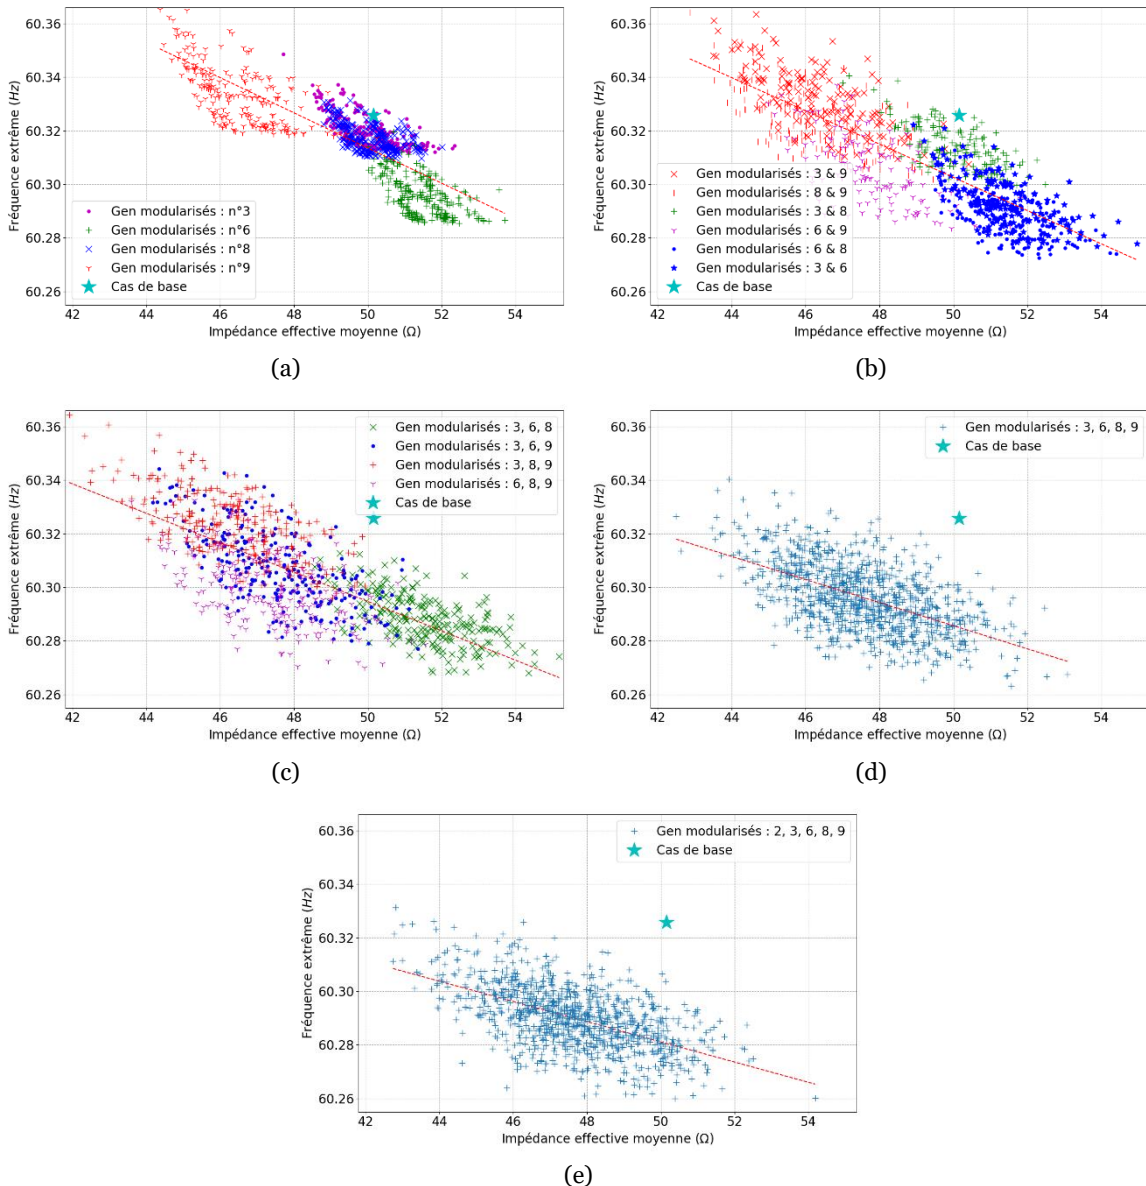 60.36
60.34
60.32
60.30
60.28
60.26
Fréquence extrême (Hz)
Gen modularisés : n°3
Gen modularisés : n°6
Gen modularisés : n°8
Gen modularisés : n°9
Cas de base
42 44 46 48 50 52 54
Impédance effective moyenne (Ω)
(a)
60.36
60.34
60.32
60.30
60.28
60.26
Fréquence extrême (Hz)
Gen modularisés : 3 & 9
Gen modularisés : 8 & 9
Gen modularisés : 3 & 8
Gen modularisés : 6 & 9
Gen modularisés : 6 & 8
Gen modularisés : 3 & 6
Cas de base
42 44 46 48 50 52 54
Impédance effective moyenne (Ω)
(b)
60.36
60.34
60.32
60.30
60.28
60.26
Fréquence extrême (Hz)
Gen modularisés : 3, 6, 8
Gen modularisés : 3, 6, 9
Gen modularisés : 3, 8, 9
Gen modularisés : 6, 8, 9
Cas de base
42 44 46 48 50 52 54
Impédance effective moyenne (Ω)
(c)
60.36
60.34
60.32
60.30
60.28
60.26
Fréquence extrême (Hz)
Gen modularisés : 3, 6, 8, 9
Cas de base
42 44 46 48 50 52 54
Impédance effective moyenne (Ω)
(d)
60.36
60.34
60.32
60.30
60.28
60.26
Fréquence extrême (Hz)
Gen modularisés : 2, 3, 6, 8, 9
Cas de base
42 44 46 48 50 52 54
Impédance effective moyenne (Ω)
(e)